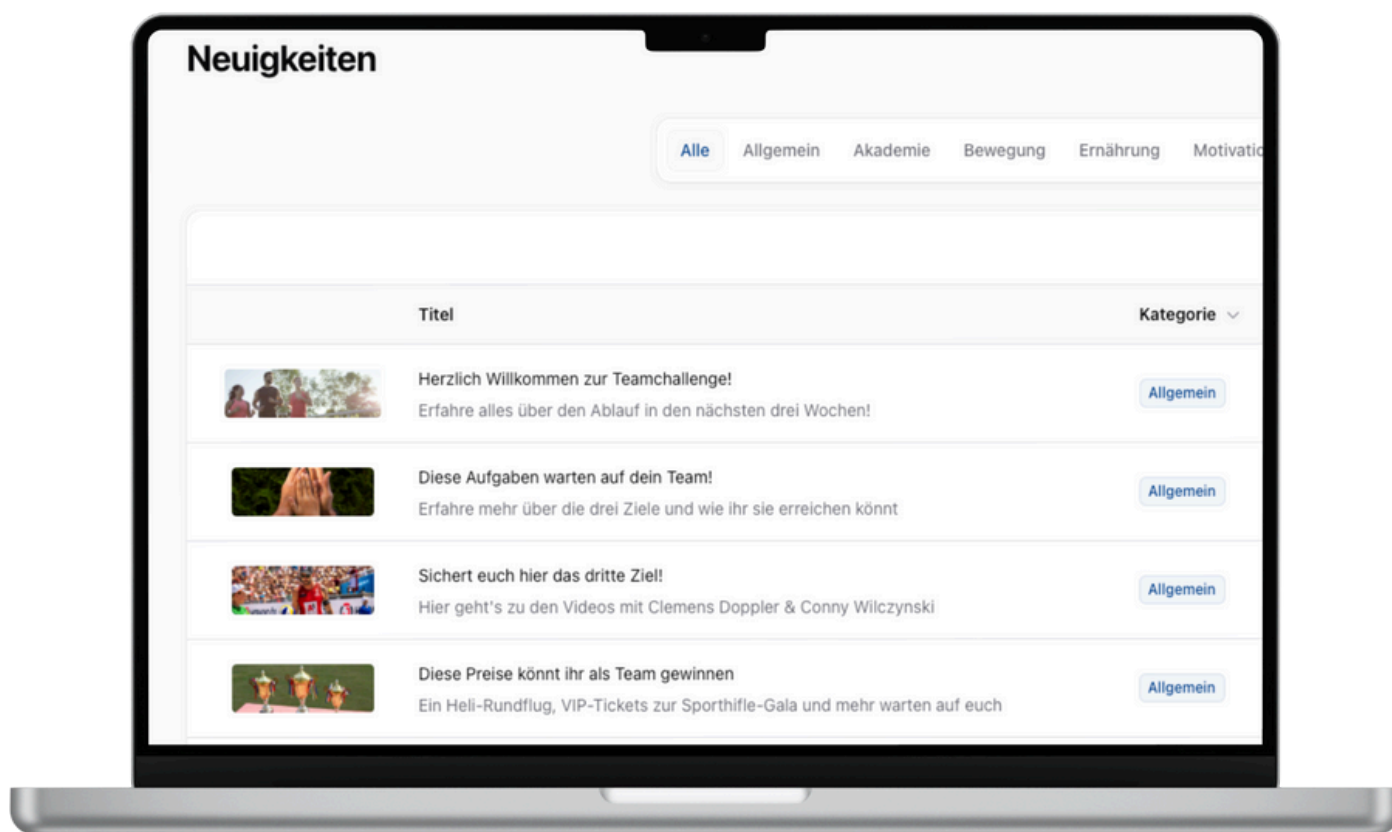 Neuigkeiten
Alle Allgemein Akademie Bewegung Ernährung Motivatio
Titel Kategorie
Herzlich Willkommen zur Teamchallenge!
Erfahre alles über den Ablauf in den nächsten drei Wochen!
Allgemein
Diese Aufgaben warten auf dein Team!
Erfahre mehr über die drei Ziele und wie ihr sie erreichen könnt
Allgemein
Sichert euch hier das dritte Ziel!
Hier geht's zu den Videos mit Clemens Doppler & Conny Wilczynski
Allgemein
Diese Preise könnt ihr als Team gewinnen
Ein Heli-Rundflug, VIP-Tickets zur Sporthifle-Gala und mehr warten auf euch
Allgemein